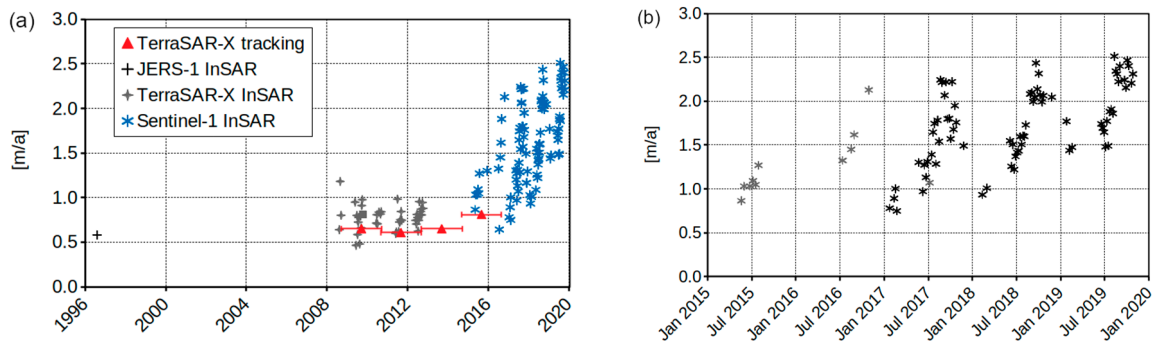 (a)
3.0
2.5
2.0
1.5
1.0
0.5
0.0
[m/a]
TerraSAR-X tracking
JERS-1 InSAR
TerraSAR-X InSAR
Sentinel-1 InSAR
1996
2000
2004
2008
2012
2016
2020
(b)
3.0
2.5
2.0
1.5
1.0
0.5
0.0
[m/a]
Jan 2015
Jul 2015
Jan 2016
Jul 2016
Jan 2017
Jul 2017
Jan 2018
Jul 2018
Jan 2019
Jul 2019
Jan 2020